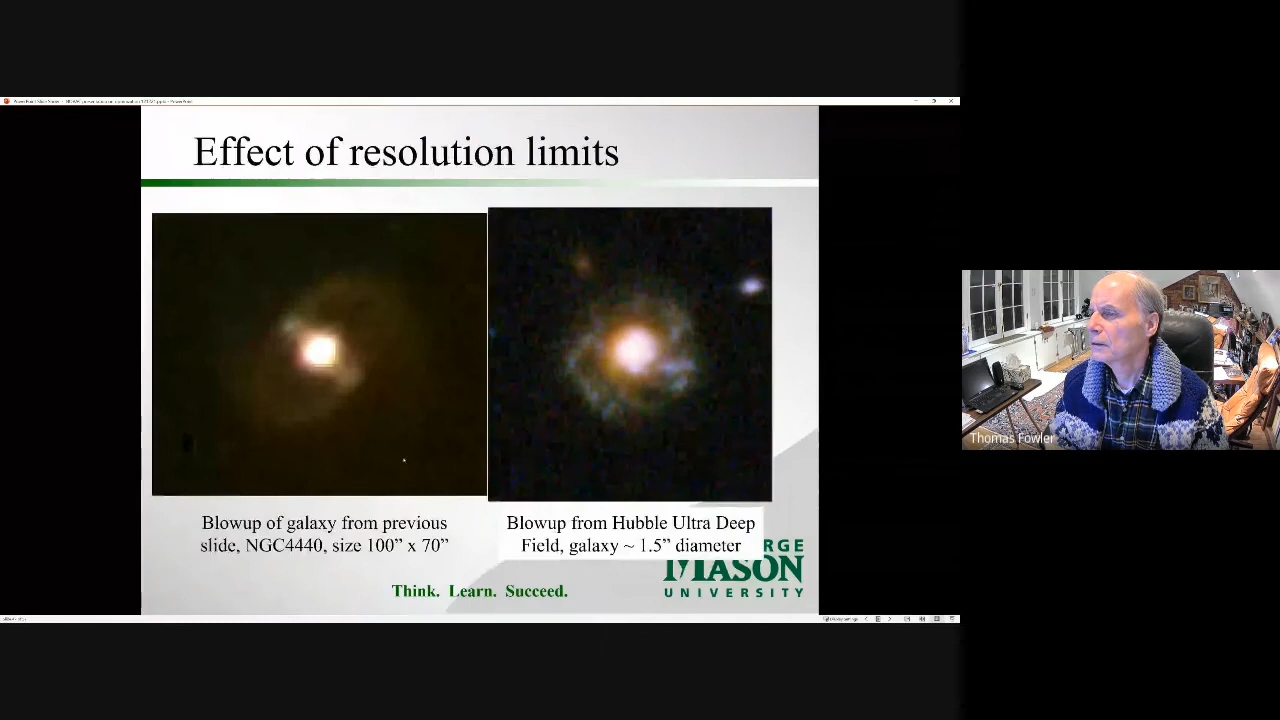 Effect of resolution limits
Blowup of galaxy from previous
slide, NGC4440, size 100” x 70”
Blowup from Hubble Ultra Deep
Field, galaxy ~ 1.5” diameter
RGE
MASON
UNIVERSITY
Think. Learn. Succeed.
Thomas Fowler